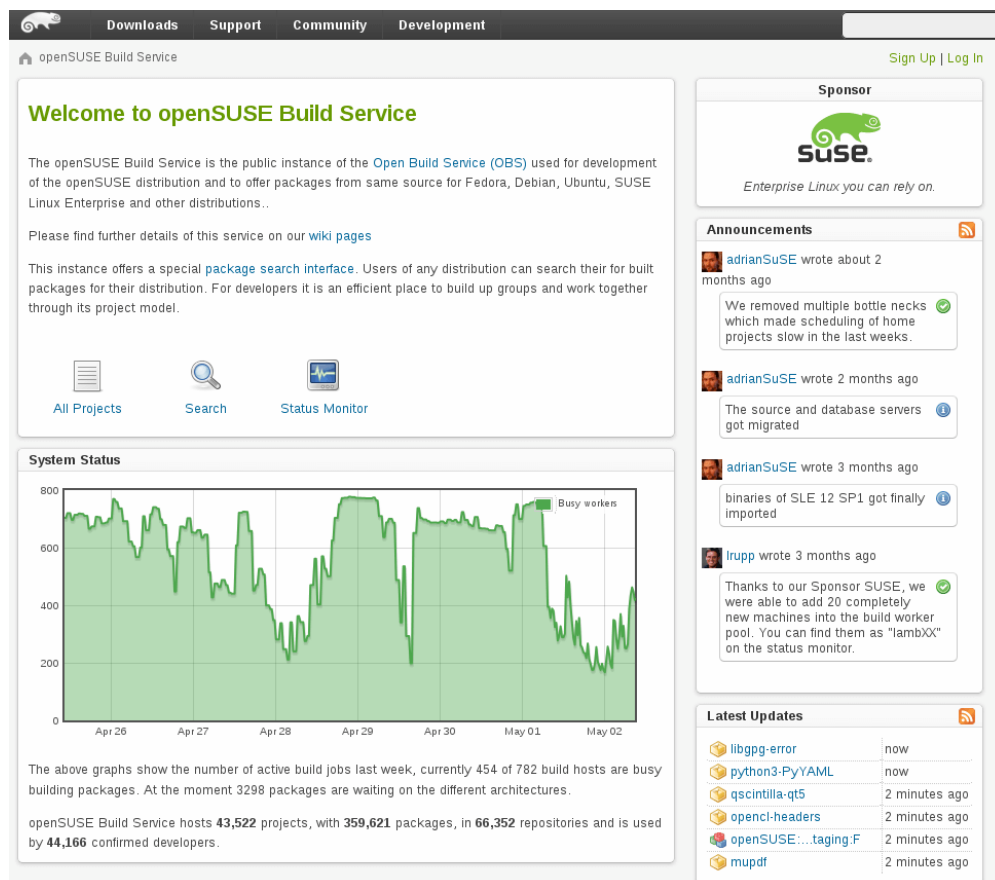 Downloads Support Community Development
openSUSE Build Service
Sign Up | Log In
Welcome to openSUSE Build Service
The openSUSE Build Service is the public instance of the Open Build Service (OBS) used for development
of the openSUSE distribution and to offer packages from same source for Fedora, Debian, Ubuntu, SUSE
Linux Enterprise and other distributions..
Please find further details of this service on our wiki pages
This instance offers a special package search interface. Users of any distribution can search their for built
packages for their distribution. For developers it is an efficient place to build up groups and work together
through its project model.
All Projects
Search
Status Monitor
System Status
Busy workers
800
600
400
200
0
Apr 26 Apr 27 Apr 28 Apr 29 Apr 30 May 01 May 02
The above graphs show the number of active build jobs last week, currently 454 of 782 build hosts are busy
building packages. At the moment 3298 packages are waiting on the different architectures.
openSUSE Build Service hosts 43,522 projects, with 359,621 packages, in 66,352 repositories and is used
by 44,166 confirmed developers.
Sponsor
SUSE.
Enterprise Linux you can rely on.
Announcements
adrianSuSE wrote about 2
months ago
We removed multiple bottle necks
which made scheduling of home
projects slow in the last weeks.
adrianSuSE wrote 2 months ago
The source and database servers
got migrated
adrianSuSE wrote 3 months ago
binaries of SLE 12 SP1 got finally
imported
lrupp wrote 3 months ago
Thanks to our Sponsor SUSE, we
were able to add 20 completely
new machines into the build worker
pool. You can find them as "lambXX"
on the status monitor.
Latest Updates
libgpg-error now
python3-PyYAML now
qscintilla-qt5 2 minutes ago
opencl-headers 2 minutes ago
openSUSE:...taging:F 2 minutes ago
mupdf 2 minutes ago